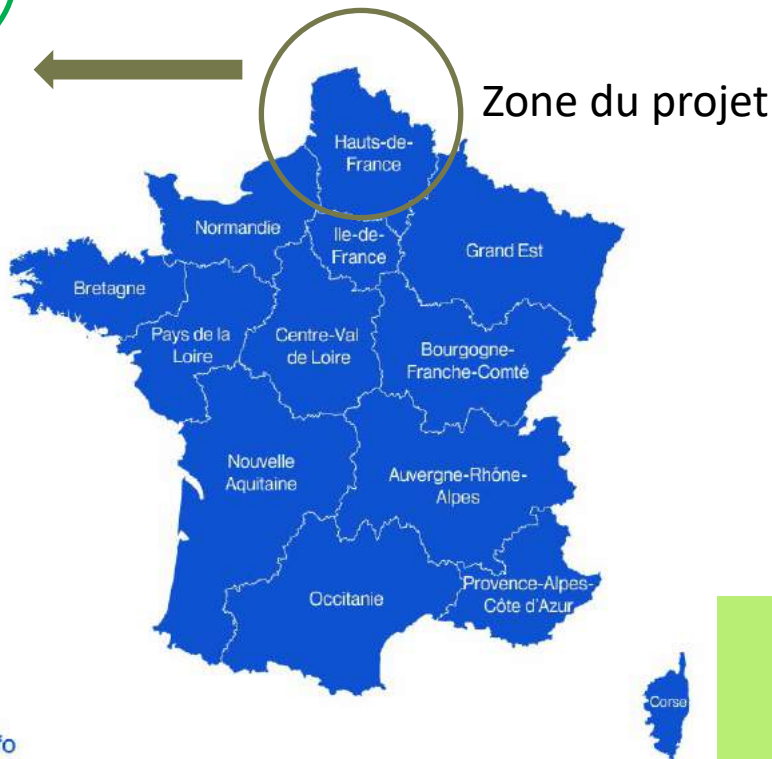 Zone du projet
Hauts-de-
France
Normandie
Ile-de-
France
Grand Est
Bretagne
Pays de la
Loire
Centre-Val
de Loire
Bourgogne-
Franche-Comté
Nouvelle
Aquitaine
Auvergne-Rhône-
Alpes
Occitanie
Provence-Alpes-
Côte d'Azur
Corse